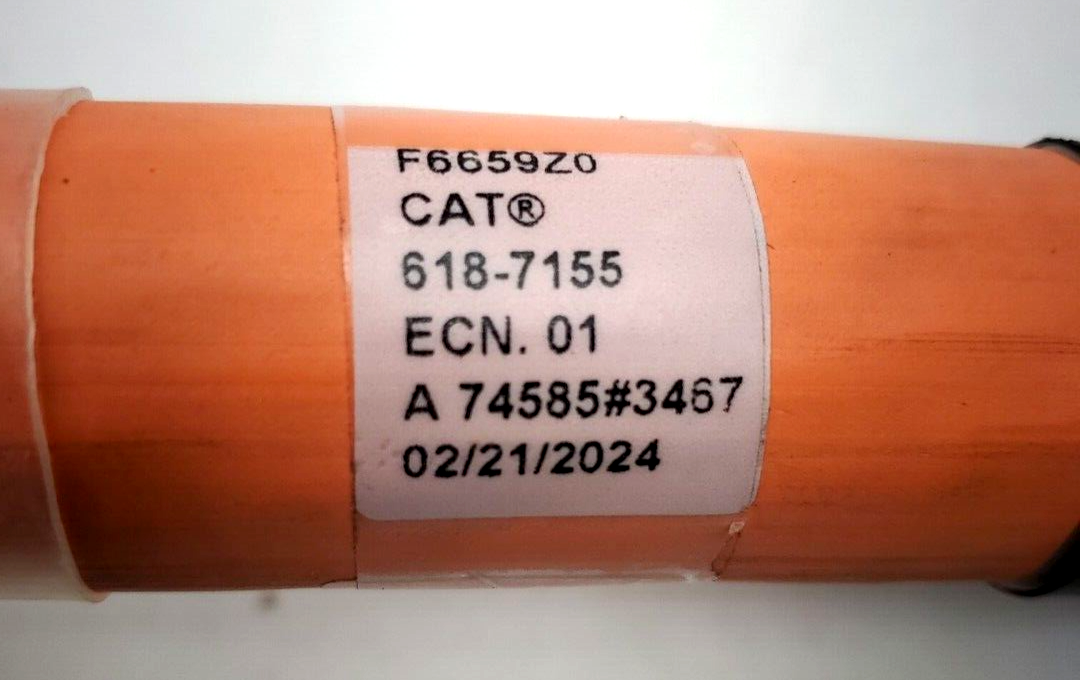 F6659Z0
CAT®
618-7155
ECN. 01
A 74585#3467
02/21/2024